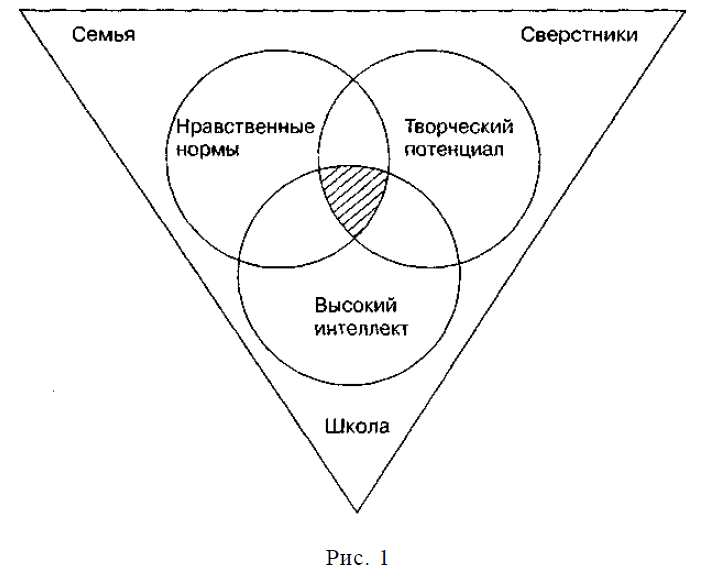 Семья
Сверстники
Нравственные
нормы
Творческий
потенциал
Высокий
интеллект
Школа
Рис. 1